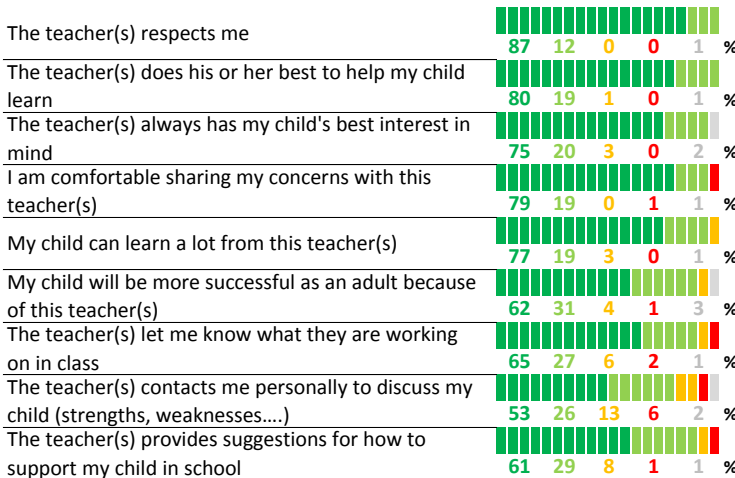 The teacher(s) respects me
87 12 0 0 1 %
The teacher(s) does his or her best to help my child
learn
80 19 1 0 1 %
The teacher(s) always has my child's best interest in
mind
75 20 3 0 2 %
I am comfortable sharing my concerns with this
teacher(s)
79 19 0 1 1 %
My child can learn a lot from this teacher(s)
77 19 3 0 1 %
My child will be more successful as an adult because
of this teacher(s)
62 31 4 1 3 %
The teacher(s) let me know what they are working
on in class
65 27 6 2 1 %
The teacher(s) contacts me personally to discuss my
child (strengths, weaknesses....)
53 26 13 6 2 %
The teacher(s) provides suggestions for how to
support my child in school
61 29 8 1 1 %